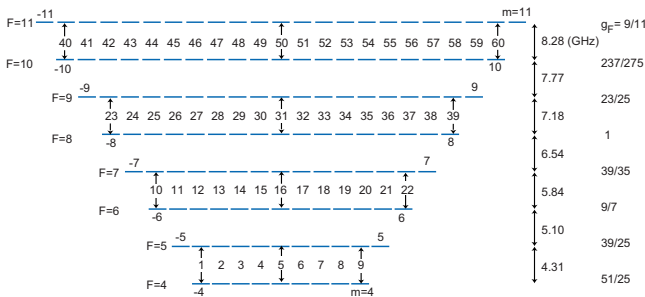 -11 m=11
F=11 g_F = 9/11
40 41 42 43 44 45 46 47 48 49 50 51 52 53 54 55 56 57 58 59 60 8.28 (GHz)
F=10 -10 10 237/275
7.77
-9 9
F=9 23/25
23 24 25 26 27 28 29 30 31 32 33 34 35 36 37 38 39 7.18
F=8 -8 8 1
6.54
-7 7
F=7 39/35
10 11 12 13 14 15 16 17 18 19 20 21 22 5.84
F=6 -6 6 9/7
5.10
-5 5
F=5 39/25
1 2 3 4 5 6 7 8 9 4.31
F=4 -4 m=4 51/25